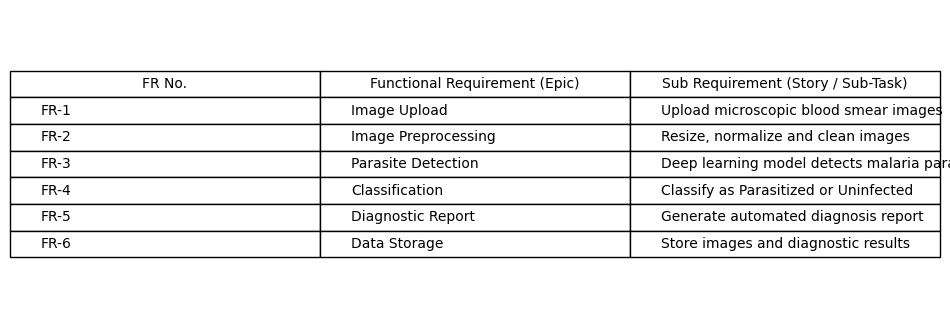 FR No. Functional Requirement (Epic) Sub Requirement (Story / Sub-Task)
FR-1 Image Upload Upload microscopic blood smear images
FR-2 Image Preprocessing Resize, normalize and clean images
FR-3 Parasite Detection Deep learning model detects malaria para
FR-4 Classification Classify as Parasitized or Uninfected
FR-5 Diagnostic Report Generate automated diagnosis report
FR-6 Data Storage Store images and diagnostic results